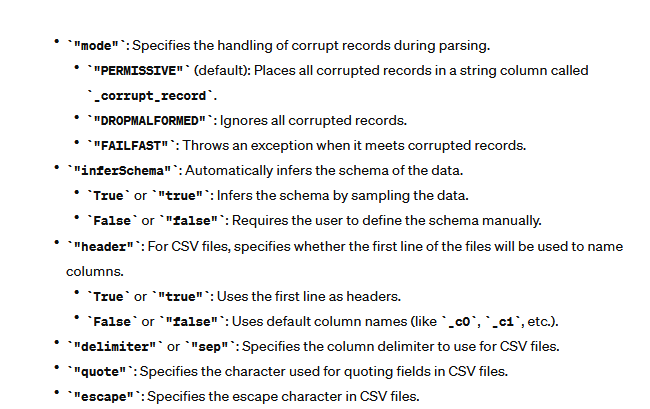 • `"mode"`: Specifies the handling of corrupt records during parsing.
• `"PERMISSIVE"` (default): Places all corrupted records in a string column called
`_corrupt_record`.
• `"DROPMALFORMED"`: Ignores all corrupted records.
• `"FAILFAST"`: Throws an exception when it meets corrupted records.
• `"inferSchema"`: Automatically infers the schema of the data.
• `True` or `"true"`: Infers the schema by sampling the data.
• `False` or `"false"`: Requires the user to define the schema manually.
• `"header"`: For CSV files, specifies whether the first line of the files will be used to name
columns.
• `True` or `"true"`: Uses the first line as headers.
• `False` or `"false"`: Uses default column names (like `_c0`, `_c1`, etc.).
• `"delimiter"` or `"sep"`: Specifies the column delimiter to use for CSV files.
• `"quote"`: Specifies the character used for quoting fields in CSV files.
• `"escape"`: Specifies the escape character in CSV files.